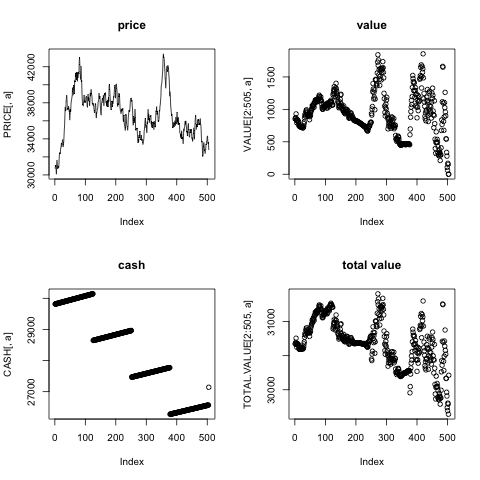 price
PRICE[, a]
30000 34000 38000 42000
0 100 200 300 400 500
Index
value
VALUE[2:505, a]
0 500 1000 1500
0 100 200 300 400 500
Index
cash
CASH[, a]
27000 29000
0 100 200 300 400 500
Index
total value
TOTAL.VALUE[2:505, a]
30000 31000
0 100 200 300 400 500
Index